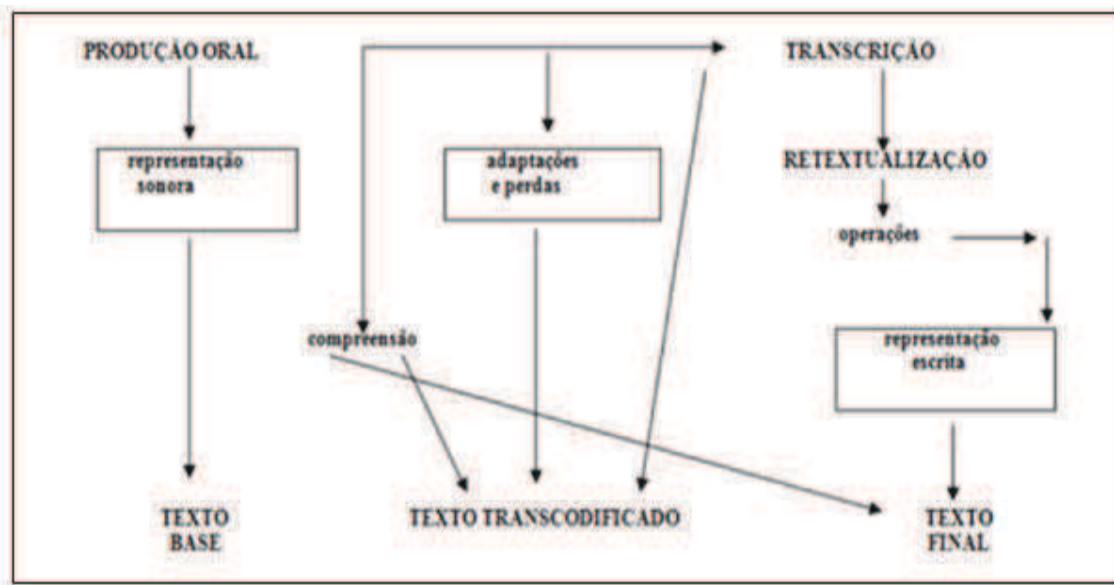 PRODUÇÃO ORAL
TRANSCRIÇÃO
representação
sonora
adaptações
e perdas
RETEXTUALIZAÇÃO
operações
compreensão
representação
escrita
TEXTO
BASE
TEXTO TRANSCODIFICADO
TEXTO
FINAL